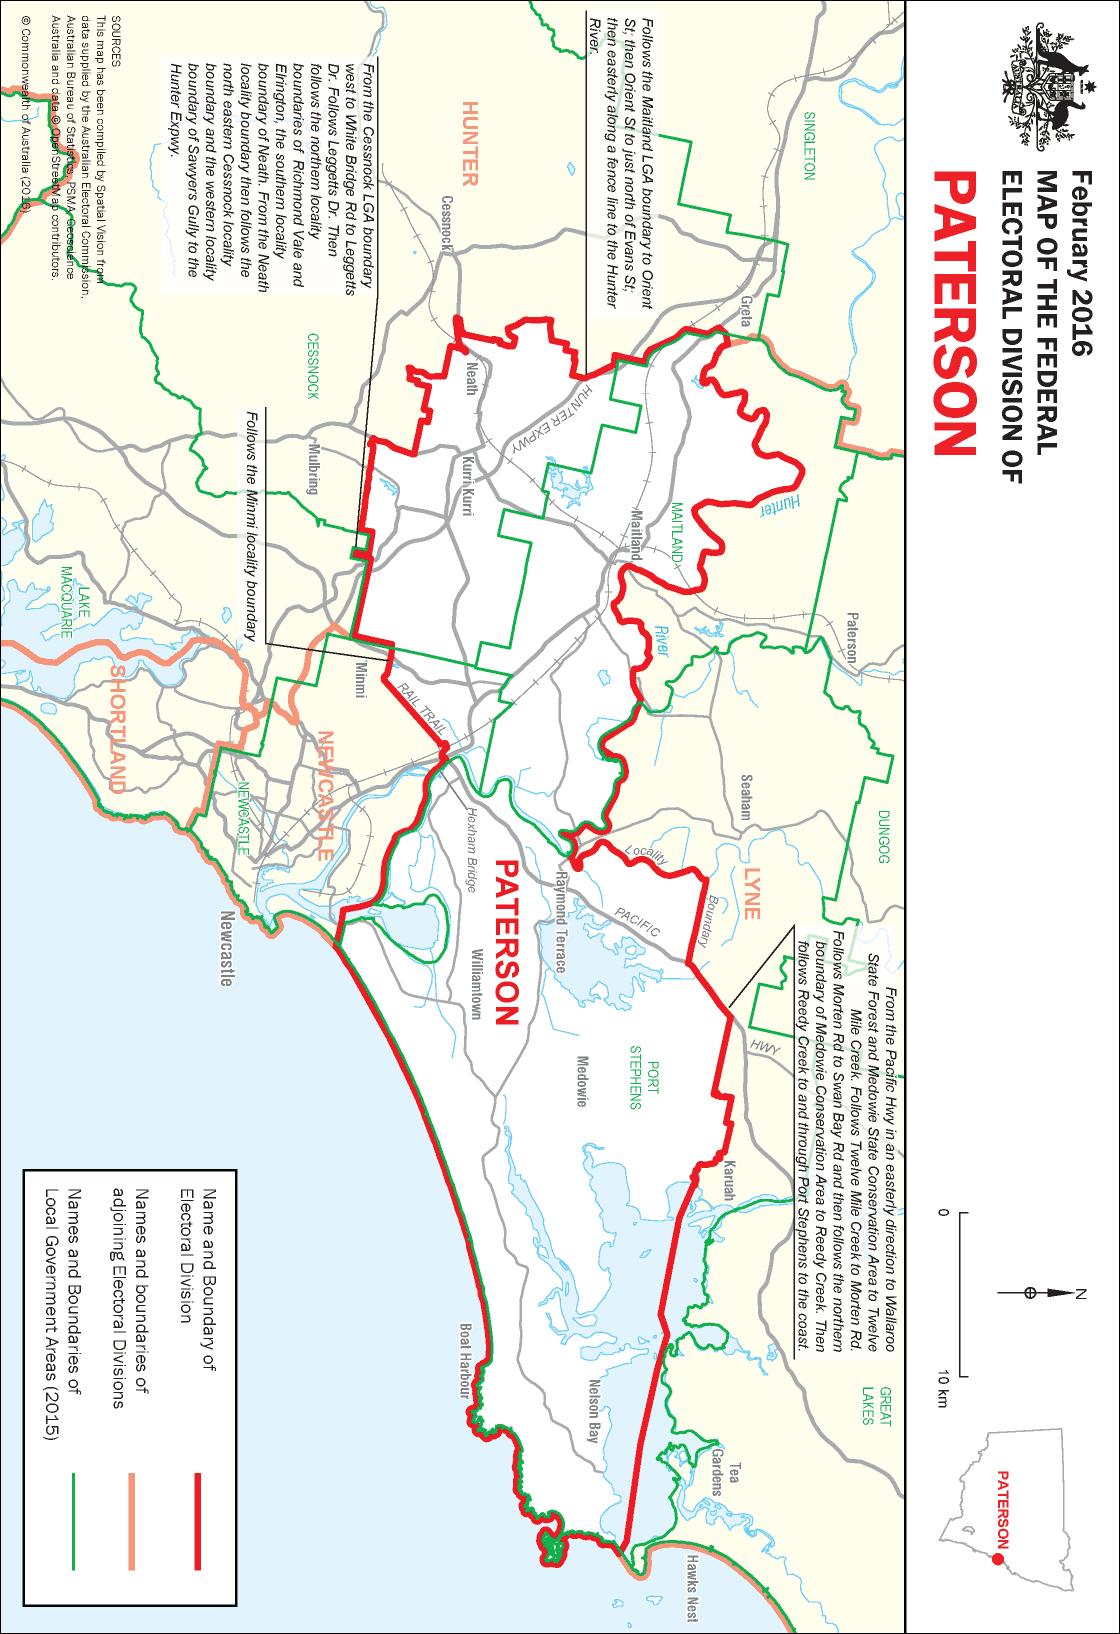 February 2016
MAP OF THE FEDERAL
ELECTORAL DIVISION OF
PATERSON
0
10 km
N
PATERSON
SINGLETON
Greta
Follows the Maitland LGA boundary to Orient
St; then Orient St to just north of Evans St;
then easterly along a fence line to the Hunter
River.
HUNTER
Cessnock
From the Cessnock LGA boundary
west to White Bridge Rd to Leggetts
Dr. Follows Leggetts Dr. Then
follows the northern locality
boundaries of Richmond Vale and
Elrington, the southern locality
boundary of Neath. From the Neath
locality boundary then follows the
north eastern Cessnock locality
boundary and the western locality
boundary of Sawyers Gully to the
Hunter Expwy.
SOURCES
This map has been compiled by Spatial Vision from
data supplied by the Australian Electoral Commission,
Australian Bureau of Statistics, PSMA, Geoscience
Australia and data © OpenStreetMap contributors.
© Commonwealth of Australia (2016)
CESSNOCK
Neath
HUNTER EXPWY
Kurri Kurri
Mulbring
Follows the Minmi locality boundary
Hunter
MAITLAND
Maitland
River
Paterson
LAKE
MACQUARIE
Minmi
RAIL TRAIL
SHORTLAND
NEWCASTLE
NEWCASTLE
Newcastle
Seaham
DUNGOG
LYNE
Locality
Boundary
Hexham Bridge
PATERSON
Raymond Terrace
PACIFIC
HWY
Williamtown
Medowie
PORT
STEPHENS
Karuah
From the Pacific Hwy in an easterly direction to Wallaroo
State Forest and Medowie State Conservation Area to Twelve
Mile Creek. Follows Twelve Mile Creek to Morten Rd.
Follows Morten Rd to Swan Bay Rd and then follows the northern
boundary of Medowie Conservation Area to Reedy Creek. Then
follows Reedy Creek to and through Port Stephens to the coast.
GREAT
LAKES
Boat Harbour
Nelson Bay
Tea
Gardens
Hawks Nest
Name and Boundary of
Electoral Division
Names and boundaries of
adjoining Electoral Divisions
Names and Boundaries of
Local Government Areas (2015)